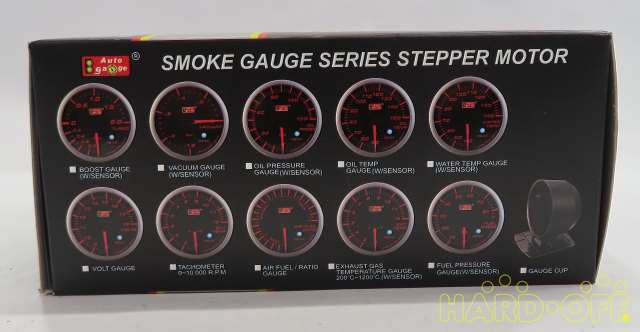 Auto
gauge
®
SMOKE GAUGE SERIES STEPPER MOTOR
BOOST GAUGE
(W/SENSOR)
VACUUM GAUGE
(W/SENSOR)
OIL PRESSURE
GAUGE (W/SENSOR)
OIL TEMP
GAUGE (W/SENSOR)
WATER TEMP GAUGE
(W/SENSOR)
VOLT GAUGE
TACHOMETER
0~10 000 R.P.M
AIR FUEL / RATIO
GAUGE
EXHAUST-GAS
TEMPERATURE GAUGE
200°C~1200°C (W/SENSOR)
FUEL PRESSURE
GAUGE(W/SENSOR)
GAUGE CUP
HARD·OFF